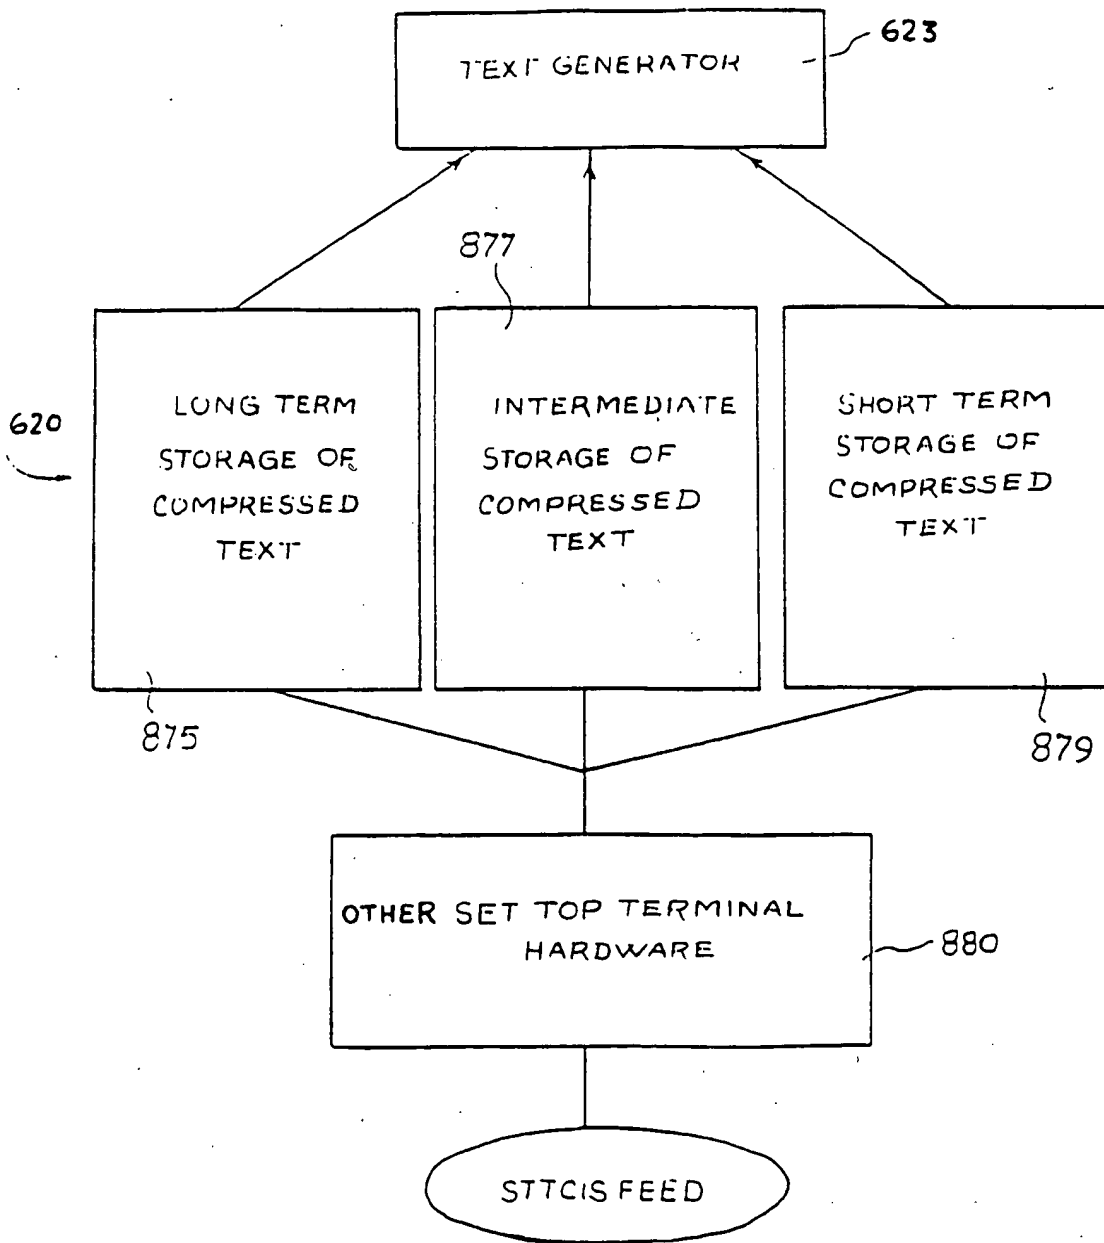 623
TEXT GENERATOR
877
620
LONG TERM
STORAGE OF
COMPRESSED
TEXT
INTERMEDIATE
STORAGE OF
COMPRESSED
TEXT
SHORT TERM
STORAGE OF
COMPRESSED
TEXT
875
879
OTHER SET TOP TERMINAL
HARDWARE
880
STTCIS FEED